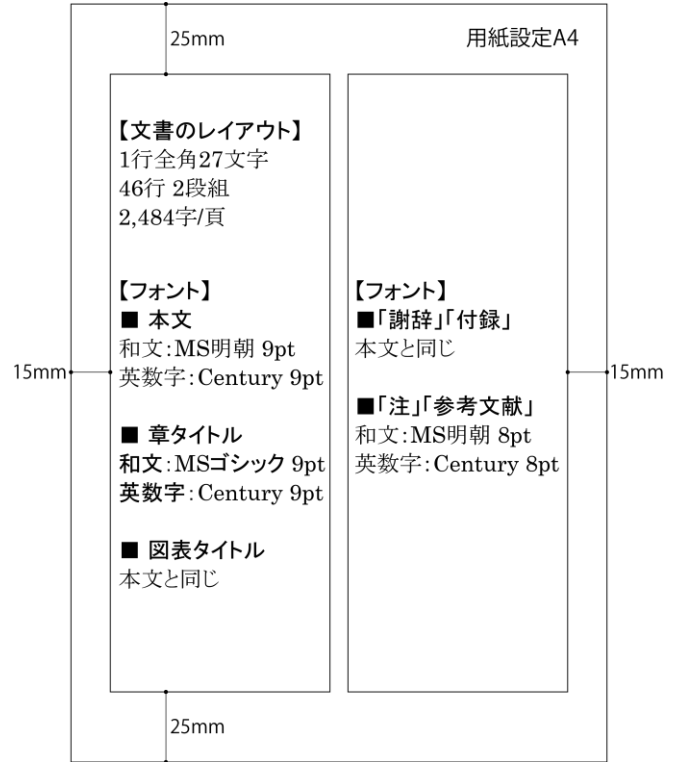 25mm
用紙設定A4
【文書のレイアウト】
1行全角27文字
46行 2段組
2,484字/頁
【フォント】
■ 本文
和文:MS明朝 9pt
英数字:Century 9pt
■ 章タイトル
和文:MSゴシック 9pt
英数字:Century 9pt
■ 図表タイトル
本文と同じ
【フォント】
■「謝辞」「付録」
本文と同じ
■「注」「参考文献」
和文:MS明朝 8pt
英数字:Century 8pt
15mm
15mm
25mm